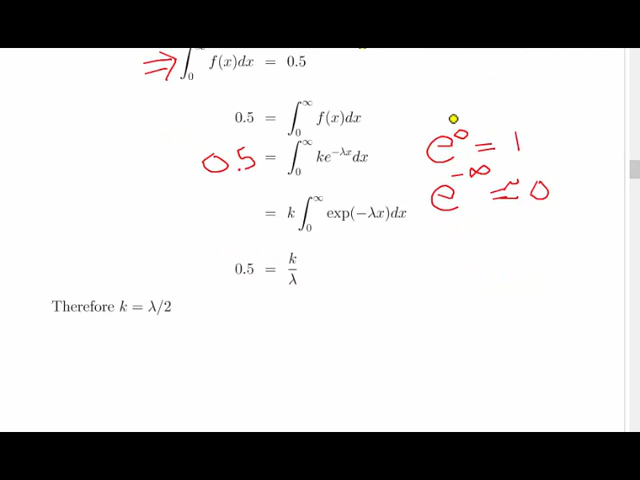 ⇒ ∫₀^∞ f(x)dx = 0.5
0.5 = ∫₀^∞ f(x)dx
0.5 = ∫₀^∞ ke^{−λx}dx
e⁰ = 1
e^{−∞} ≃ 0
= k ∫₀^∞ exp(−λx)dx
0.5 = k/λ
Therefore k = λ/2